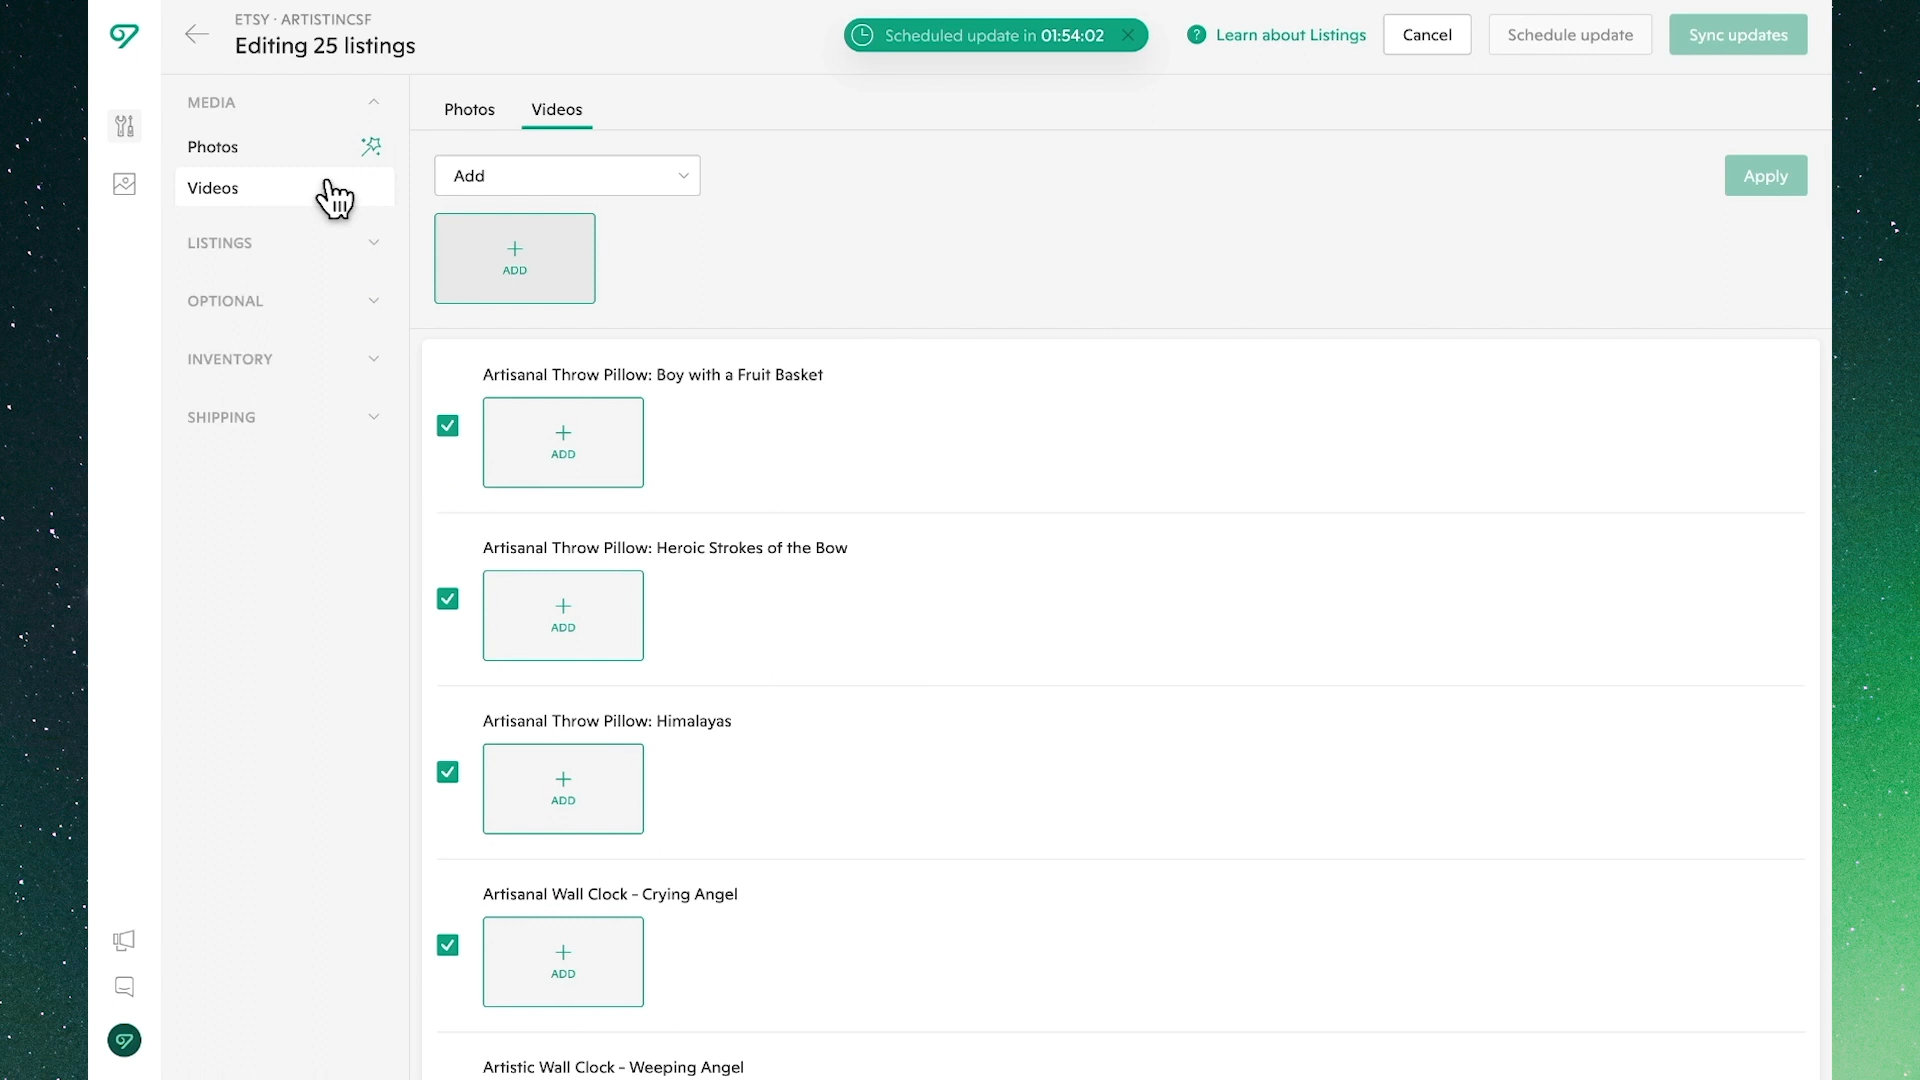 ETSY · ARTISTINCSF
Editing 25 listings
Scheduled update in 01:54:02
? Learn about Listings
Cancel
Schedule update
Sync updates
MEDIA
Photos
Videos
LISTINGS
OPTIONAL
INVENTORY
SHIPPING
Photos
Videos
Add
Apply
ADD
Artisanal Throw Pillow: Boy with a Fruit Basket
ADD
Artisanal Throw Pillow: Heroic Strokes of the Bow
ADD
Artisanal Throw Pillow: Himalayas
ADD
Artisanal Wall Clock - Crying Angel
ADD
Artistic Wall Clock - Weeping Angel